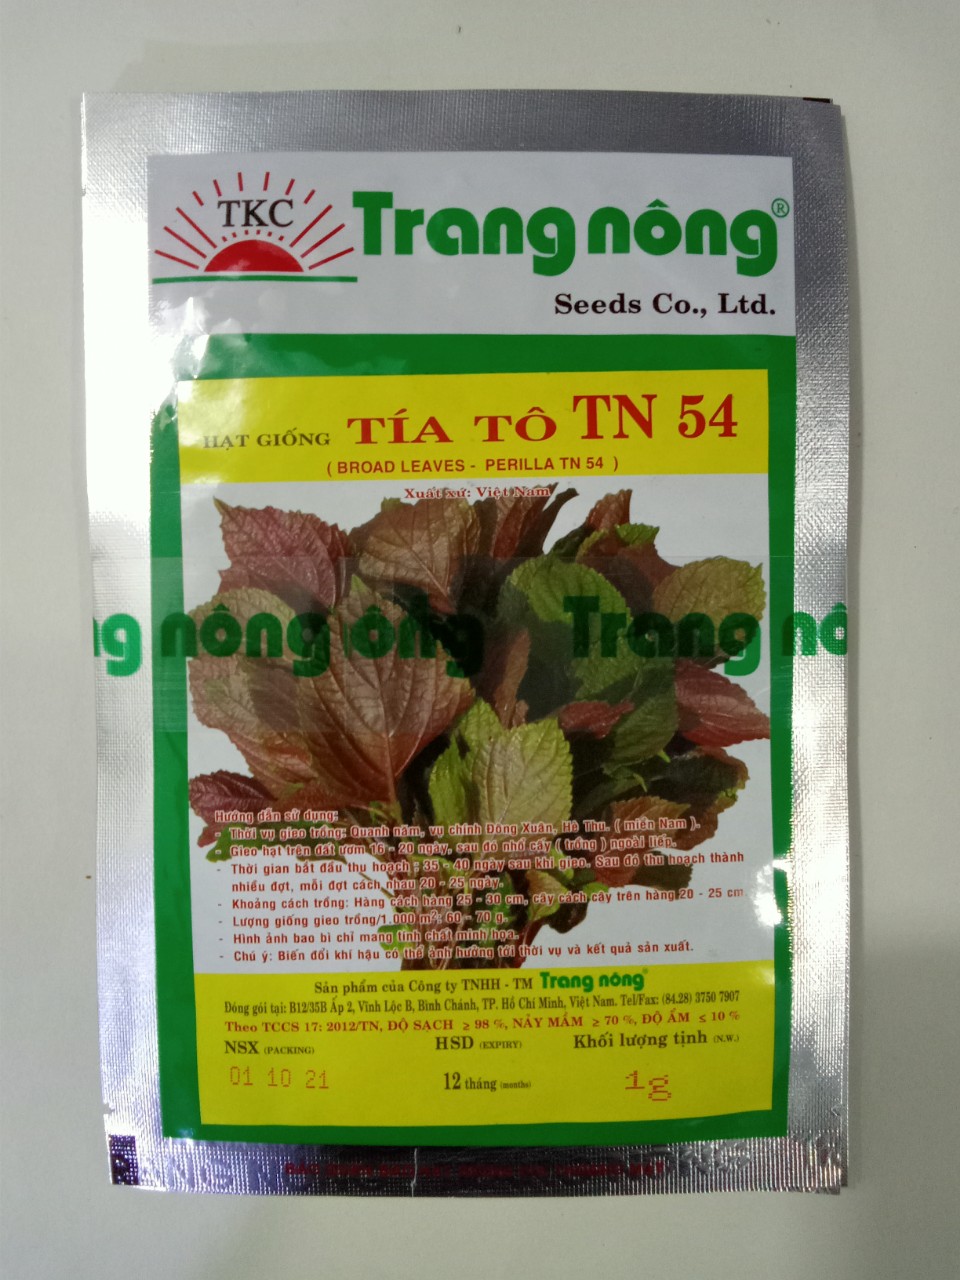 TKC
Trang nông®
Seeds Co., Ltd.
HẠT GIỐNG TÍA TÔ TN 54
( BROAD LEAVES - PERILLA TN 54 )
Xuất xứ: Việt Nam
ng nông ông Trang nô
Hướng dẫn sử dụng:
- Thời vụ gieo trồng: Quanh năm, vụ chính Đông Xuân, Hè Thu. ( miền Nam ).
- Gieo hạt trên đất ươm 15 - 20 ngày, sau đó nhổ cấy ( trồng ) ngoài liếp.
- Thời gian bắt đầu thu hoạch : 35 - 40 ngày sau khi gieo. Sau đó thu hoạch thành
nhiều đợt, mỗi đợt cách nhau 20 - 25 ngày.
- Khoảng cách trồng: Hàng cách hàng 25 - 30 cm, cây cách cây trên hàng 20 - 25 cm
- Lượng giống gieo trồng/1.000 m²: 60 - 70 g.
- Hình ảnh bao bì chỉ mang tính chất minh họa.
- Chú ý: Biến đổi khí hậu có thể ảnh hưởng tới thời vụ và kết quả sản xuất.
Sản phẩm của Công ty TNHH - TM Trang nông®
Đóng gói tại: B12/35B Ấp 2, Vĩnh Lộc B, Bình Chánh, TP. Hồ Chí Minh, Việt Nam. Tel/Fax: (84.28) 3750 7907
Theo TCCS 17: 2012/TN, ĐỘ SẠCH ≥ 98 %, NẢY MẦM ≥ 70 %, ĐỘ ẨM ≤ 10 %
NSX (PACKING) HSD (EXPIRY) Khối lượng tịnh (N.W.)
01 10 21 12 tháng (months) 1g